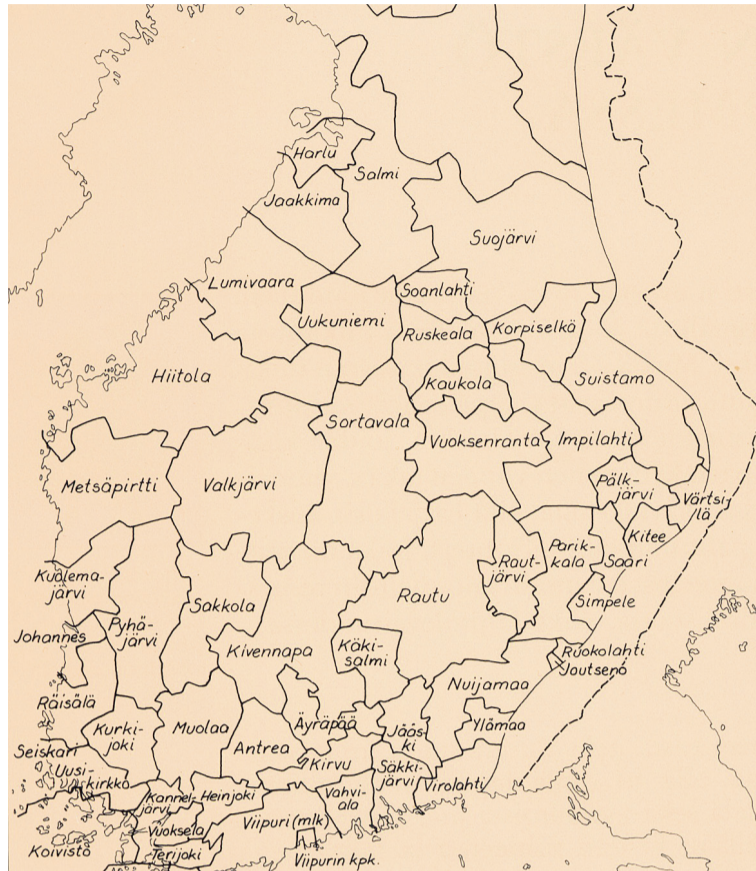 Harlu
Salmi
Jaakkima
Suojärvi
Lumivaara
Soanlahti
Uukuniemi
Ruskeala
Korpiselkä
Hiitola
Kaukola
Suistamo
Sortavala
Vuoksenranta
Impilahti
Metsäpirtti
Valkjärvi
Pälk-
järvi
Värtsi-
lä
Kitee
Kuolema-
järvi
Rautu
Raut-
järvi
Parik-
kala
Saari
Sakkola
Simpele
Johannes
Pyhä-
järvi
Kivennapa
Käki-
salmi
Ruokolahti
Joutseno
Nuijamaa
Räisälä
Kurki-
joki
Muolaa
Antrea
Äyräpää
Jääs-
ki
Ylämaa
Seiskari
Kirvu
Uusi-
kirkko
Säkki-
järvi
Virolahti
Kannel-
järvi
Heinjoki
Vahvi-
ala
Vuoksela
Viipuri (mlk)
Koivisto
Terijoki
Viipurin kpk.